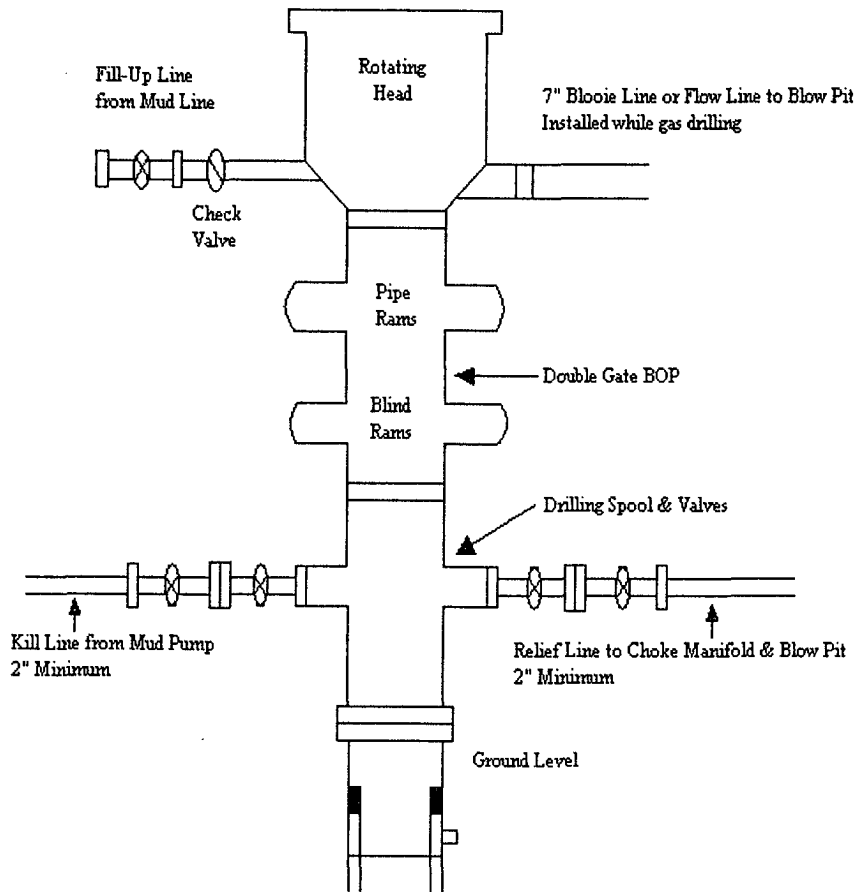 Rotating
Head
Fill-Up Line
from Mud Line
7" Blooie Line or Flow Line to Blow Pit
Installed while gas drilling
Check
Valve
Pipe
Rams
Double Gate BOP
Blind
Rams
Drilling Spool & Valves
Kill Line from Mud Pump
2" Minimum
Relief Line to Choke Manifold & Blow Pit
2" Minimum
Ground Level